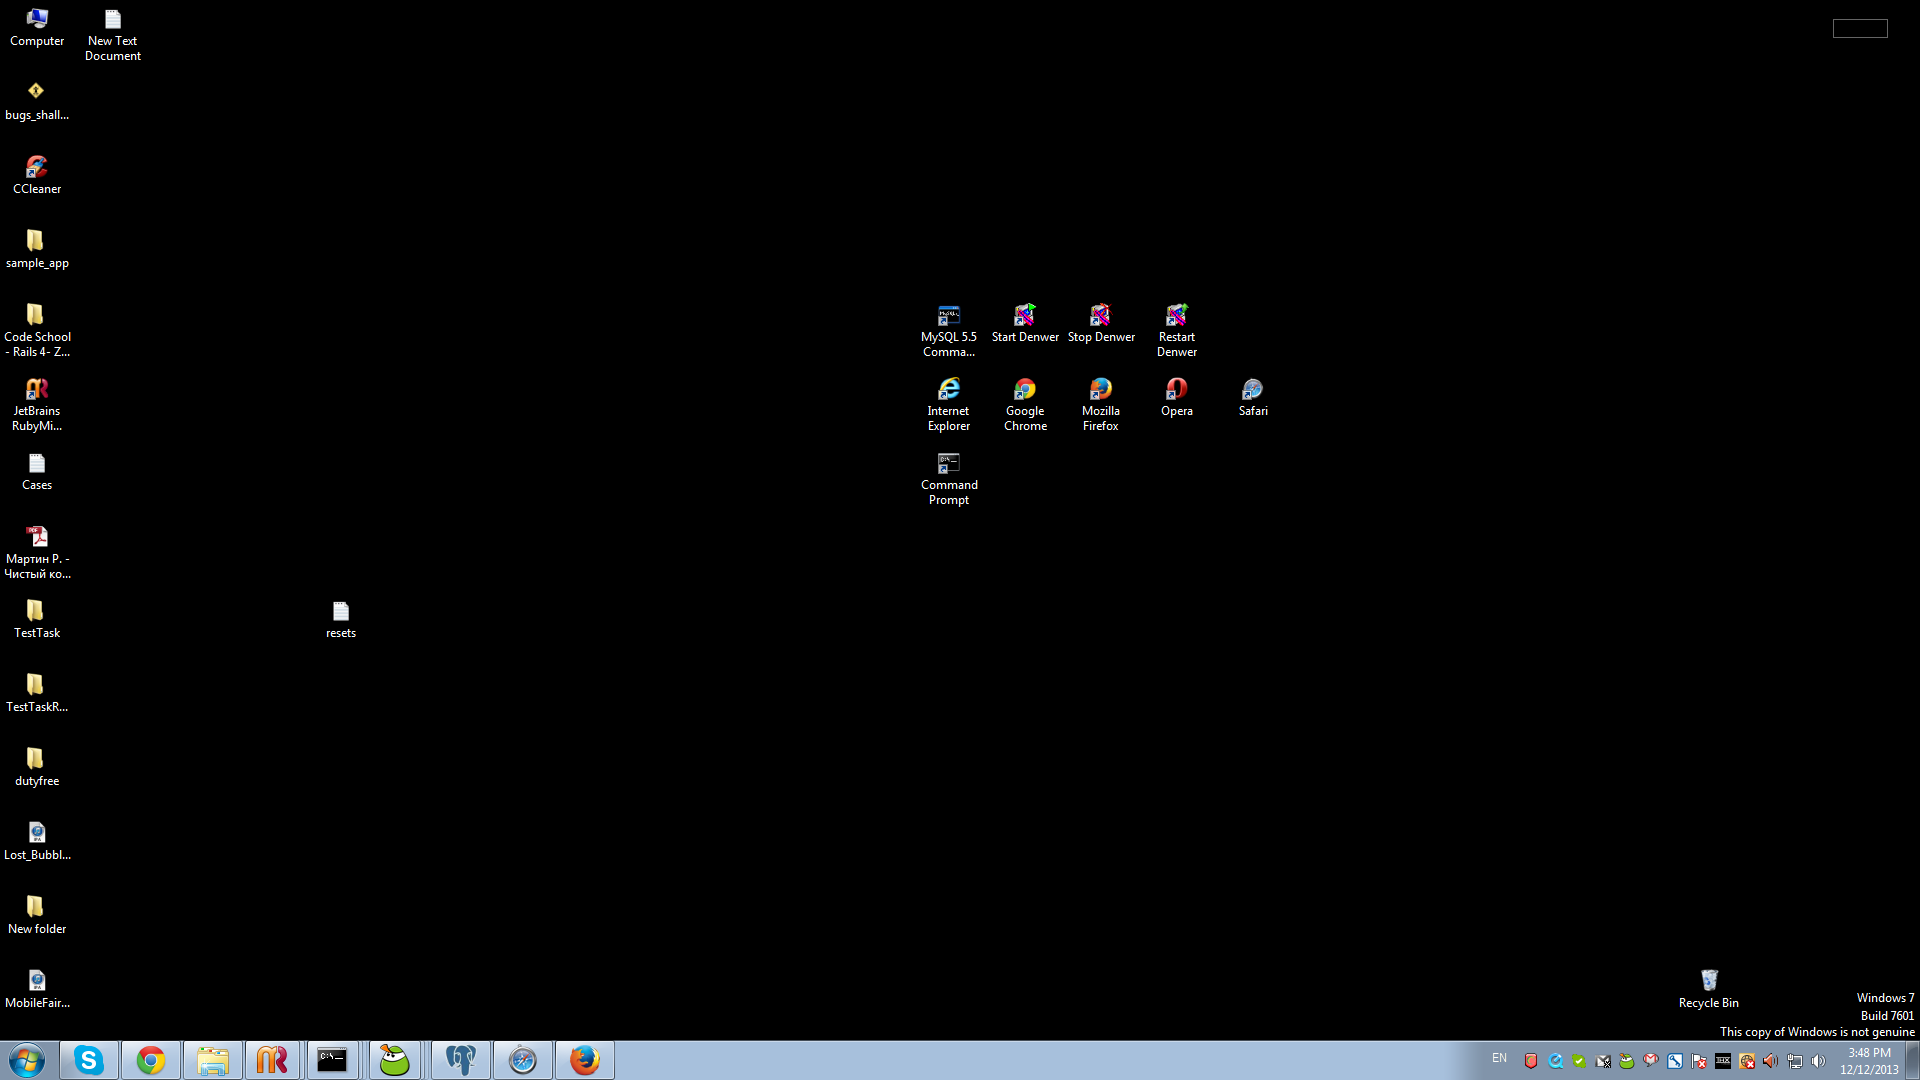 Computer
New Text
Document
bugs_shall...
CCleaner
sample_app
Code School
- Rails 4- Z...
JetBrains
RubyMi...
Cases
Мартин Р. -
Чистый ко...
TestTask
TestTaskR...
dutyfree
Lost_Bubbl...
New folder
MobileFair...
resets
MySQL 5.5
Comma...
Start Denwer
Stop Denwer
Restart
Denwer
Internet
Explorer
Google
Chrome
Mozilla
Firefox
Opera
Safari
Command
Prompt
Recycle Bin
Windows 7
Build 7601
This copy of Windows is not genuine
EN
3:48 PM
12/12/2013